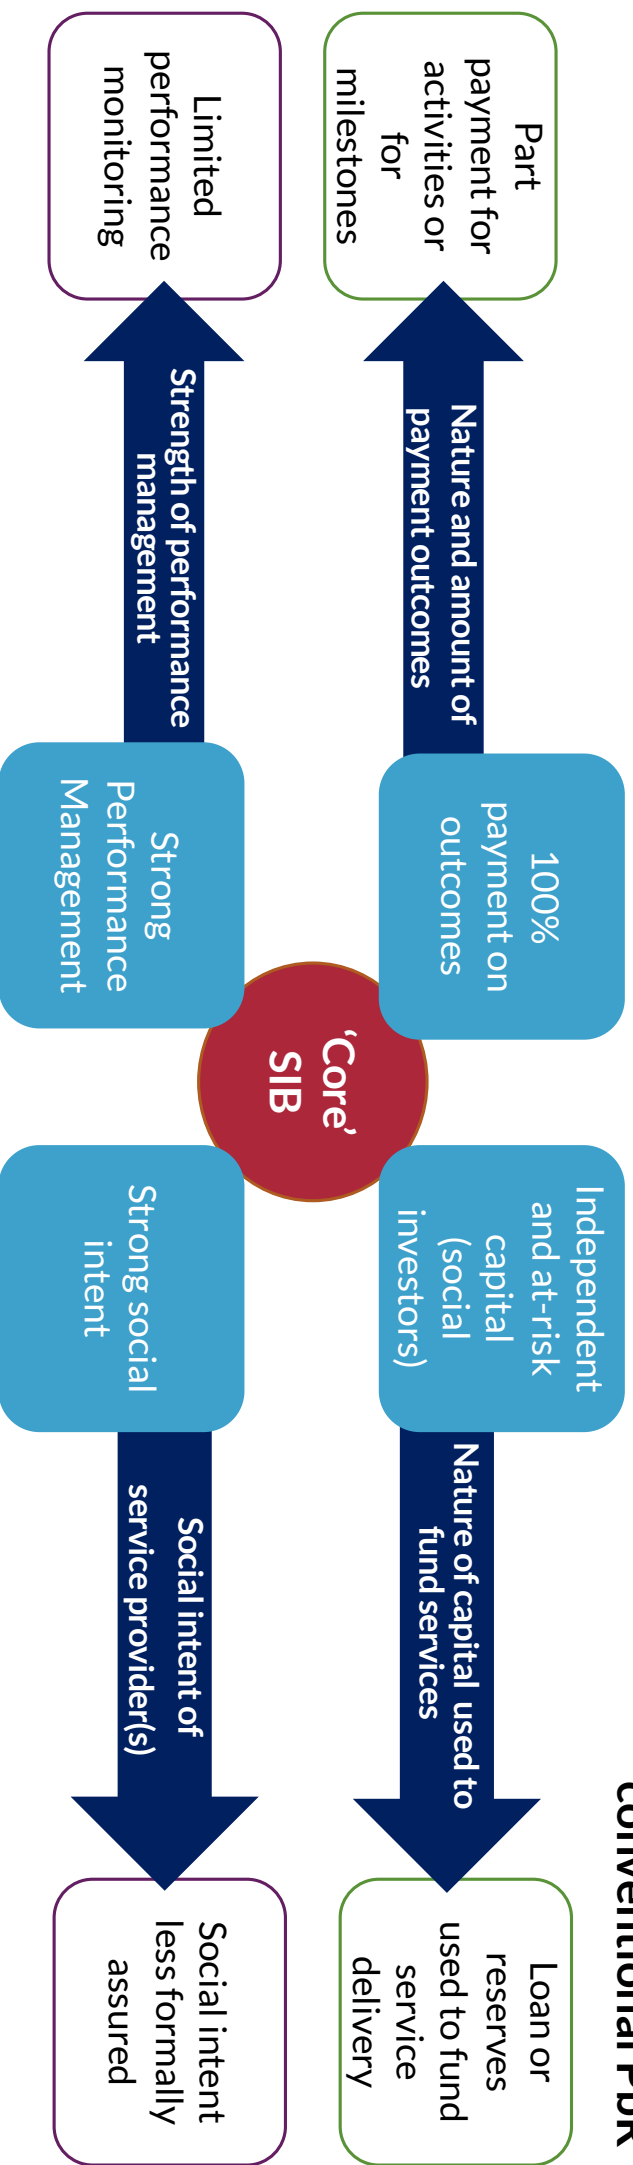 conventional PbR
Part
payment for
activities or
for
milestones
Nature and amount of
payment outcomes
100%
payment on
outcomes
Independent
and at-risk
capital
(social
investors)
Nature of capital used to
fund services
Loan or
reserves
used to fund
service
delivery
‘Core’
SIB
Limited
performance
monitoring
Strength of performance
management
Strong
Performance
Management
Strong social
intent
Social intent of
service provider(s)
Social intent
less formally
assured